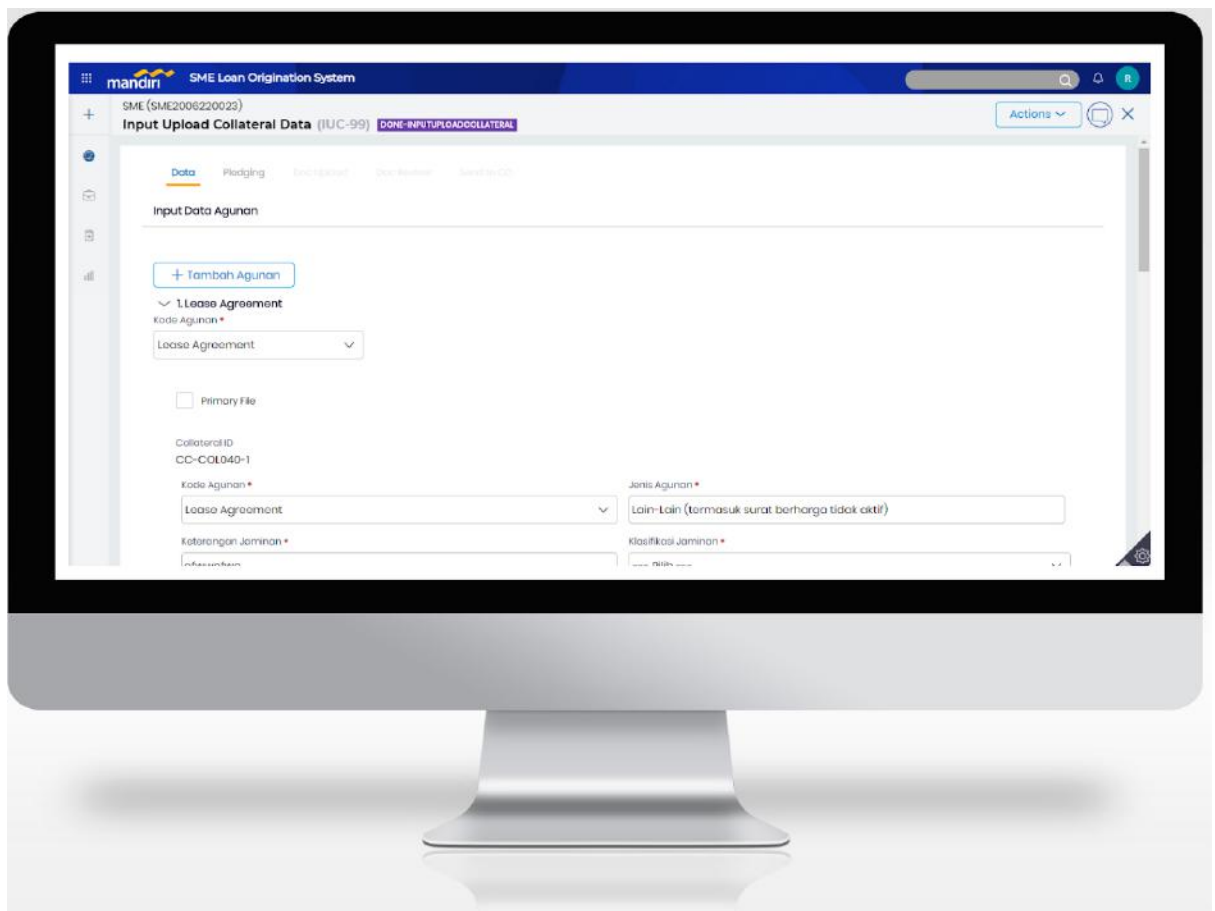 mandiri SME Loan Origination System R
SME (SME2006220023)
Input Upload Collateral Data (IUC-99) DONE-INPUTUPLOADCOLLATERAL
Actions
Data Pledging
Input Data Agunan
+ Tambah Agunan
1. Lease Agreement
Kode Agunan *
Lease Agreement
Primary File
Collateral ID
CC-COL040-1
Kode Agunan * Jenis Agunan *
Lease Agreement Lain-Lain (termasuk surat berharga tidak aktif)
Keterangan Jaminan * Klasifikasi Jaminan *